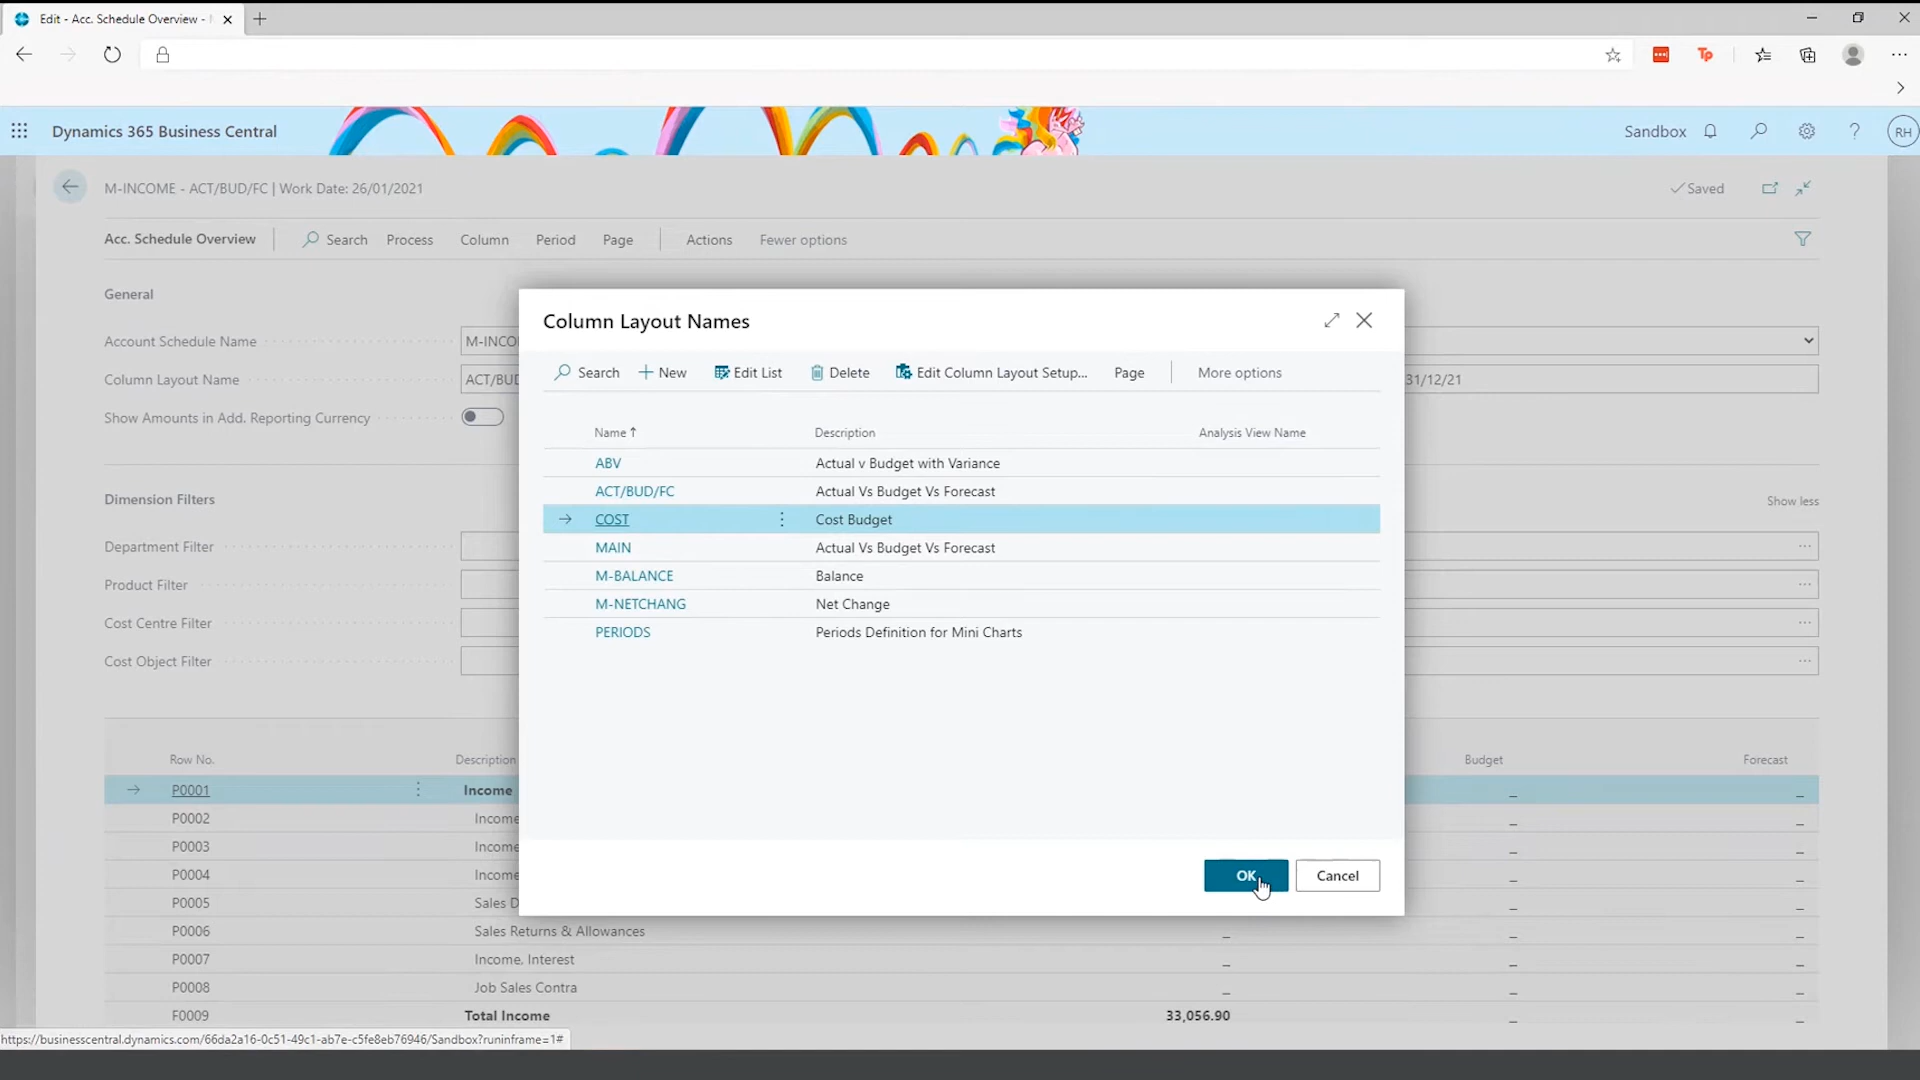 Edit - Acc. Schedule Overview -
Tp
Dynamics 365 Business Central
Sandbox
RH
M-INCOME - ACT/BUD/FC | Work Date: 26/01/2021
Saved
Acc. Schedule Overview
Search
Process
Column
Period
Page
Actions
Fewer options
General
Account Schedule Name
M-INCO
Column Layout Name
ACT/BUD
31/12/21
Show Amounts in Add. Reporting Currency
Dimension Filters
Show less
Department Filter
Product Filter
Cost Centre Filter
Cost Object Filter
Column Layout Names
Search
New
Edit List
Delete
Edit Column Layout Setup...
Page
More options
Name ↑ Description Analysis View Name
ABV Actual v Budget with Variance
ACT/BUD/FC Actual Vs Budget Vs Forecast
COST Cost Budget
MAIN Actual Vs Budget Vs Forecast
M-BALANCE Balance
M-NETCHANG Net Change
PERIODS Periods Definition for Mini Charts
OK
Cancel
Row No. Description Budget Forecast
P0001 Income _ _
P0002 Income _ _
P0003 Income _ _
P0004 Income _ _
P0005 Sales D _ _
P0006 Sales Returns & Allowances _ _ _
P0007 Income, Interest _ _ _
P0008 Job Sales Contra _ _ _
F0009 Total Income 33,056.90 _ _
https://businesscentral.dynamics.com/66da2a16-0c51-49c1-ab7e-c5fe8eb76946/Sandbox?runinframe=1#